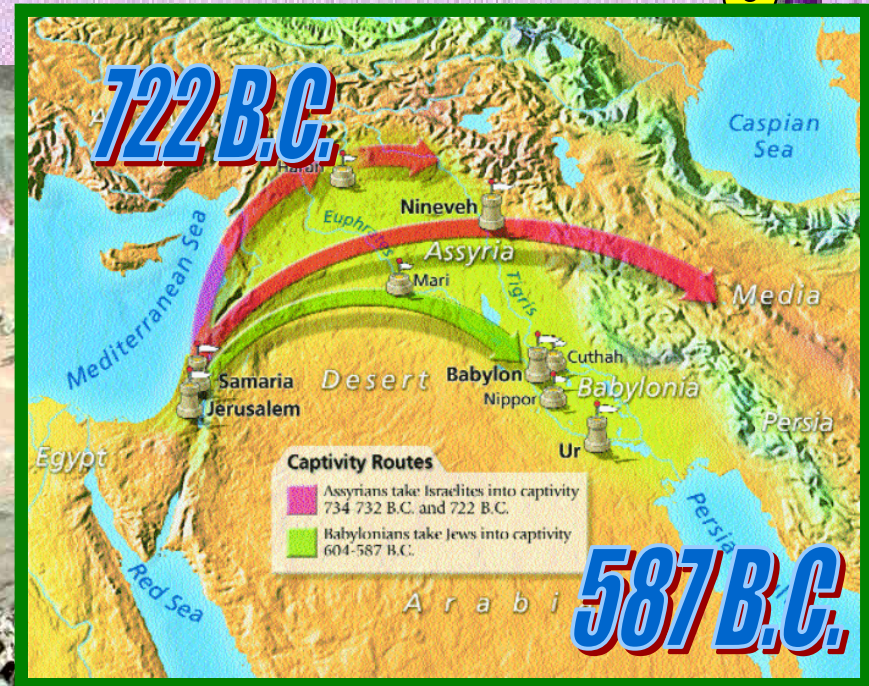 722 B.C.
Caspian
Sea
Haran
Nineveh
Euphrates
Assyria
Mediterranean Sea
Mari
Tigris
Media
Samaria
Jerusalem
Desert
Babylon
Cuthah
Babylonia
Nippor
Persia
Egypt
Ur
Captivity Routes
Assyrians take Israelites into captivity
734-732 B.C. and 722 B.C.
Babylonians take Jews into captivity
604-587 B.C.
Persia
Red Sea
Arabi
587 B.C.